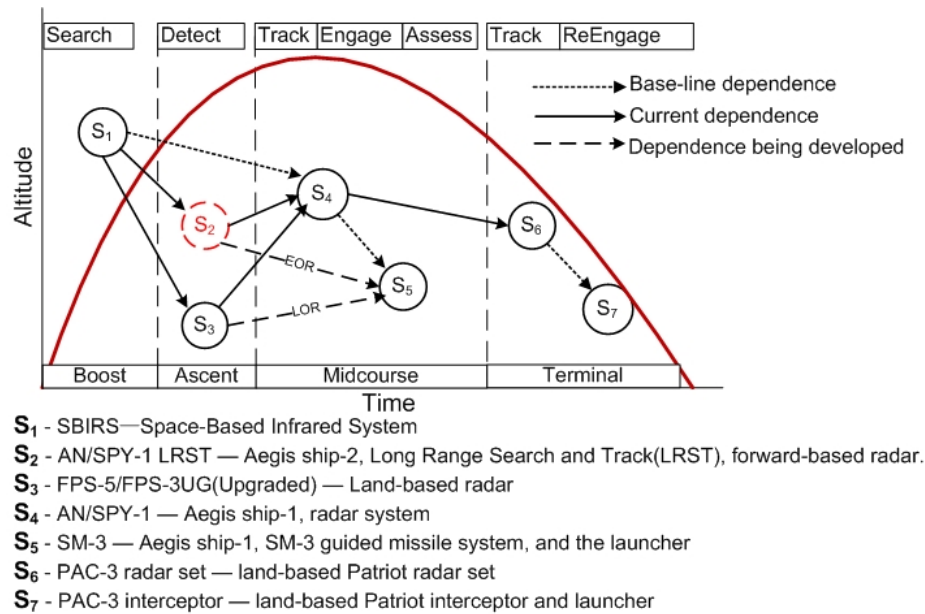 Search Detect Track Engage Assess Track ReEngage
Base-line dependence
Current dependence
Dependence being developed
Altitude
S1
S2
S3
S4
S5
S6
S7
EOR
LOR
Boost Ascent Midcourse Terminal
Time
S1 - SBIRS—Space-Based Infrared System
S2 - AN/SPY-1 LRST — Aegis ship-2, Long Range Search and Track(LRST), forward-based radar.
S3 - FPS-5/FPS-3UG(Upgraded) — Land-based radar
S4 - AN/SPY-1 — Aegis ship-1, radar system
S5 - SM-3 — Aegis ship-1, SM-3 guided missile system, and the launcher
S6 - PAC-3 radar set — land-based Patriot radar set
S7 - PAC-3 interceptor — land-based Patriot interceptor and launcher